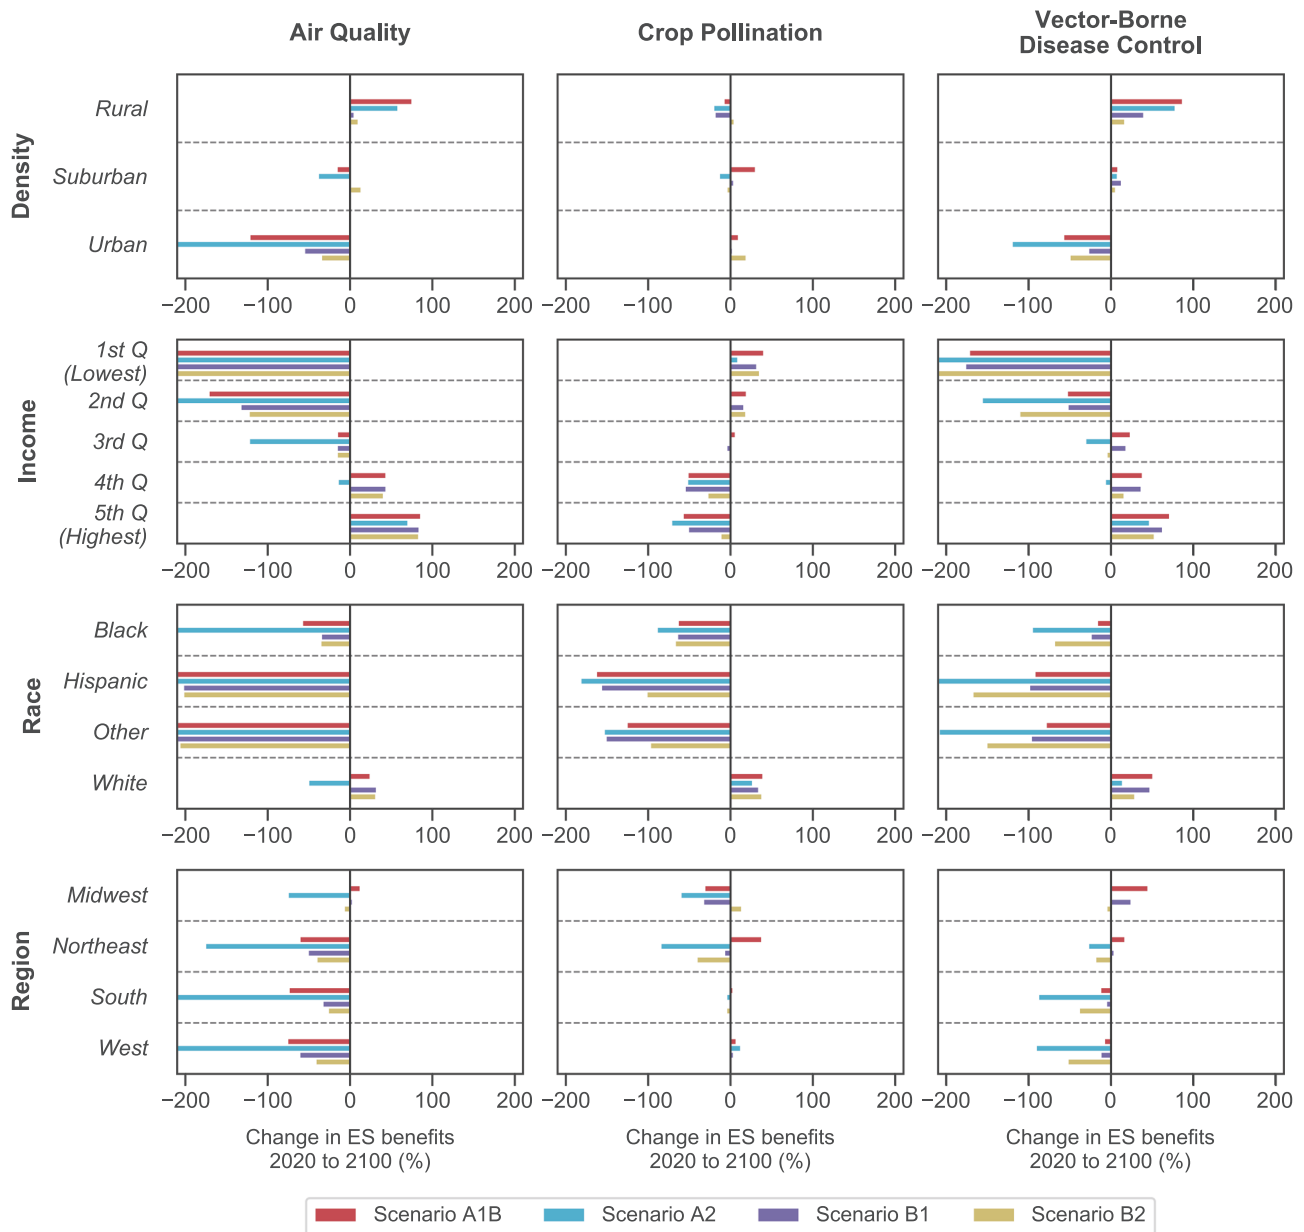 Air Quality
Crop Pollination
Vector-Borne
Disease Control
Density
Rural
Suburban
Urban
−200 −100 0 100 200
−200 −100 0 100 200
−200 −100 0 100 200
Income
1st Q
(Lowest)
2nd Q
3rd Q
4th Q
5th Q
(Highest)
−200 −100 0 100 200
−200 −100 0 100 200
−200 −100 0 100 200
Race
Black
Hispanic
Other
White
−200 −100 0 100 200
−200 −100 0 100 200
−200 −100 0 100 200
Region
Midwest
Northeast
South
West
−200 −100 0 100 200
−200 −100 0 100 200
−200 −100 0 100 200
Change in ES benefits
2020 to 2100 (%)
Change in ES benefits
2020 to 2100 (%)
Change in ES benefits
2020 to 2100 (%)
Scenario A1B Scenario A2 Scenario B1 Scenario B2